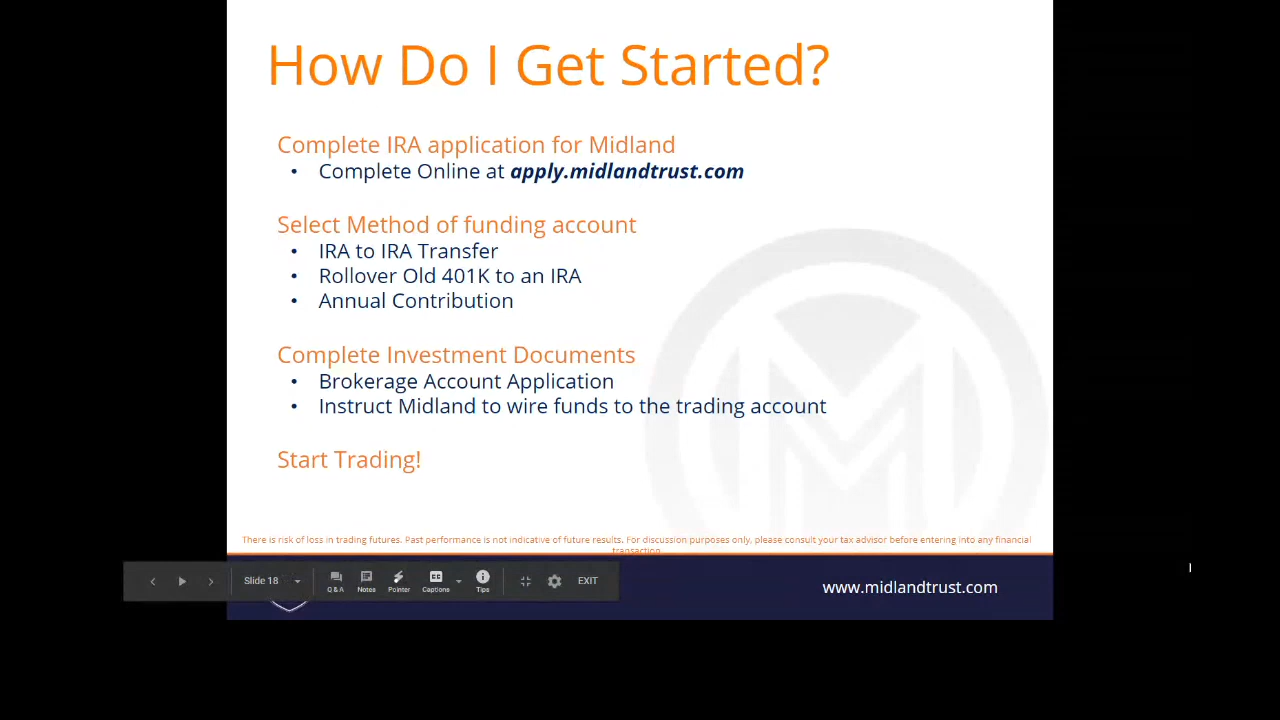 How Do I Get Started?
Complete IRA application for Midland
• Complete Online at apply.midlandtrust.com
Select Method of funding account
• IRA to IRA Transfer
• Rollover Old 401K to an IRA
• Annual Contribution
Complete Investment Documents
• Brokerage Account Application
• Instruct Midland to wire funds to the trading account
Start Trading!
There is risk of loss in trading futures. Past performance is not indicative of future results. For discussion purposes only, please consult your tax advisor before entering into any financial
transaction.
Slide 18
Q & A
Notes
Pointer
Captions
Tips
EXIT
www.midlandtrust.com